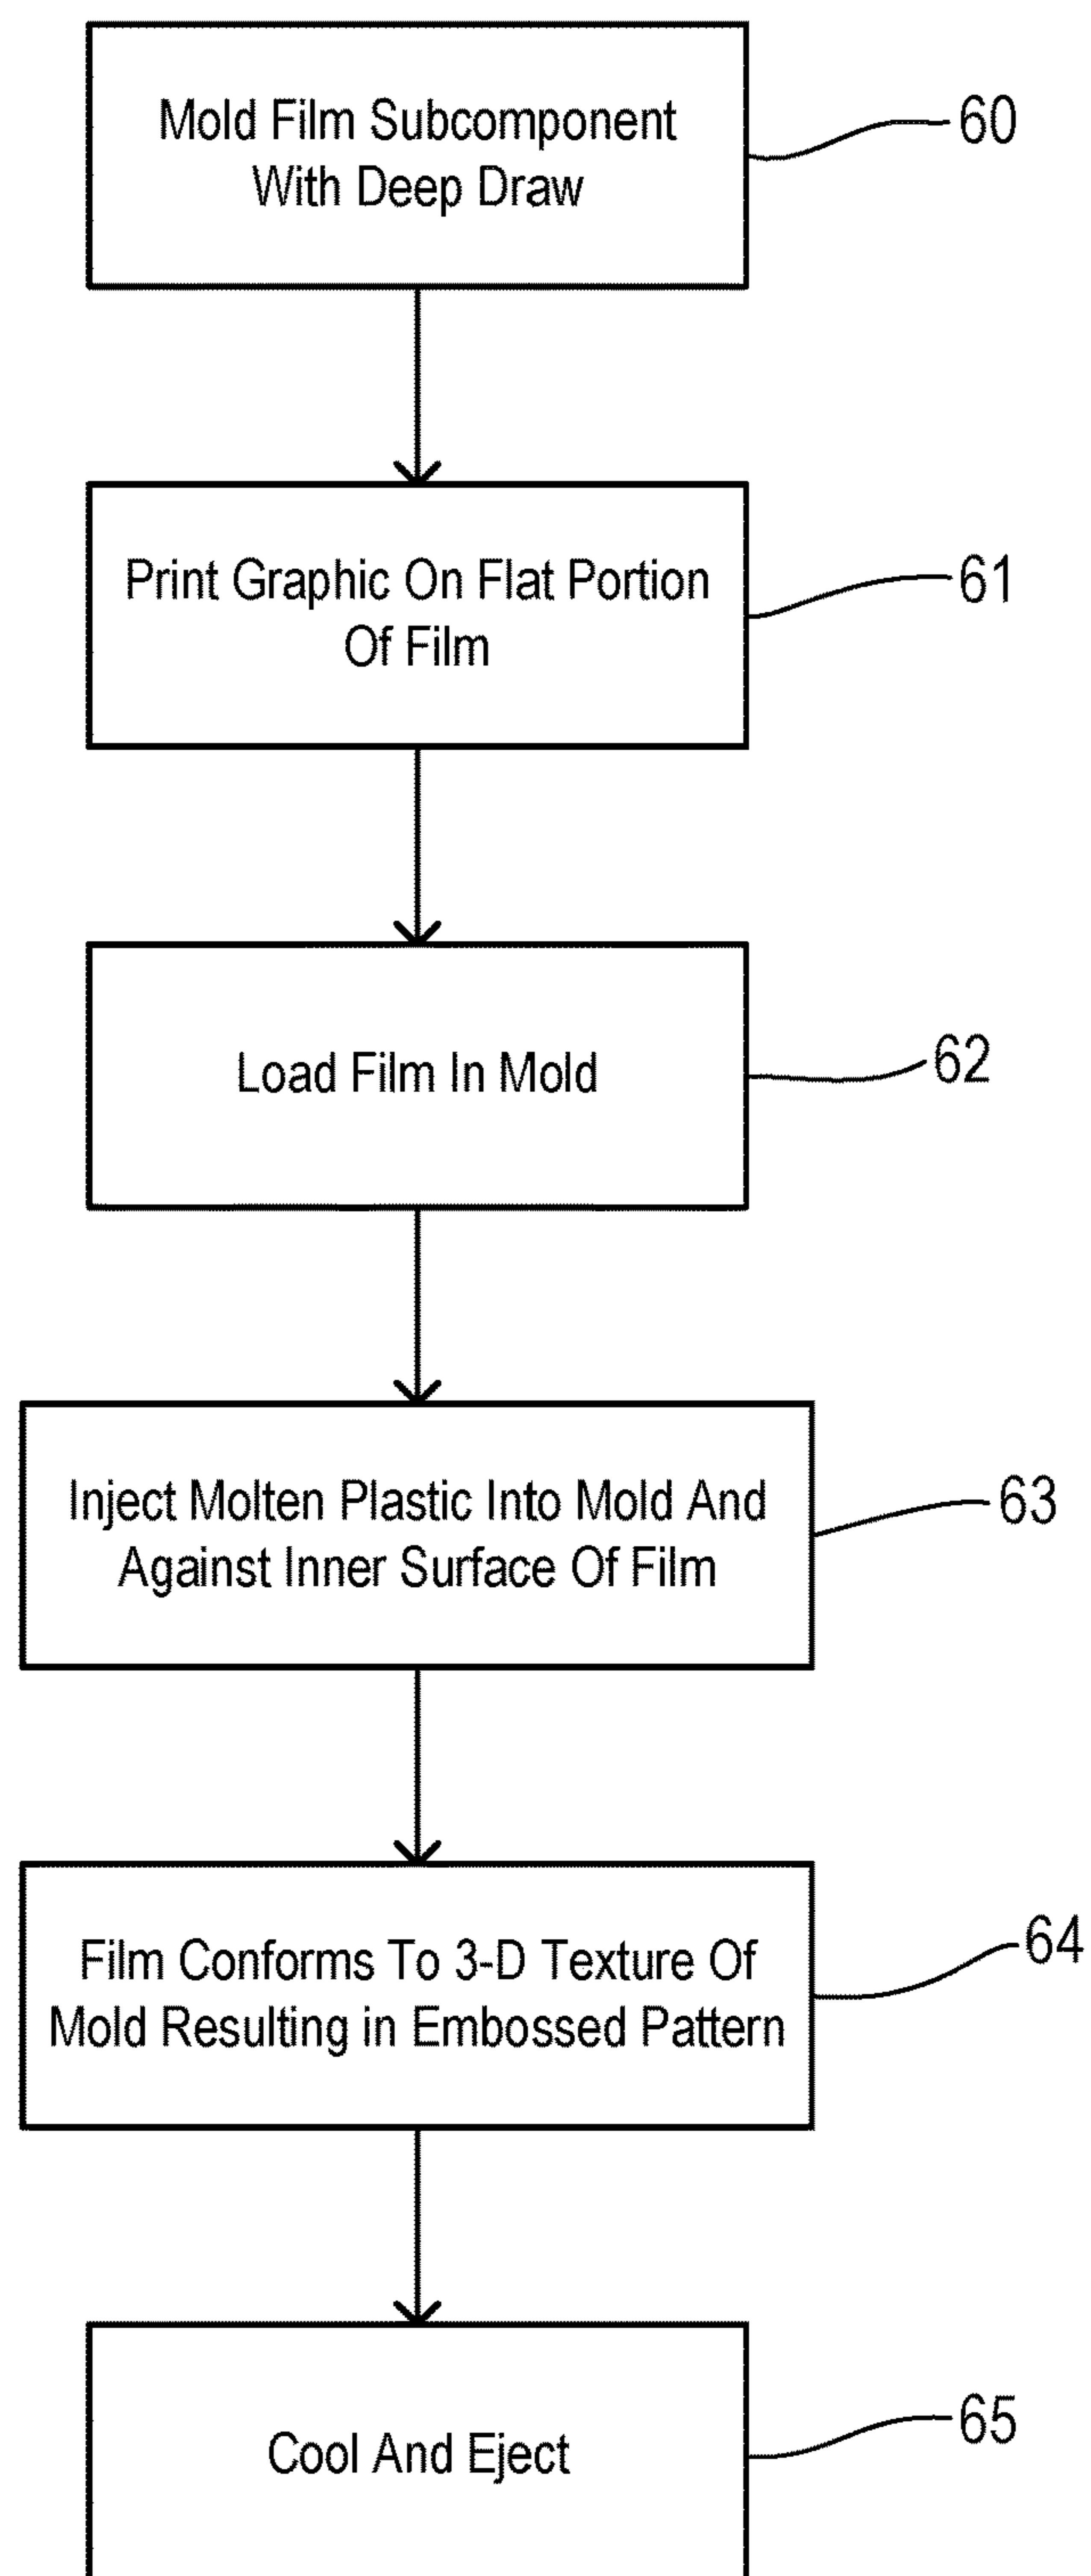 Mold Film Subcomponent
With Deep Draw
60
Print Graphic On Flat Portion
Of Film
61
Load Film In Mold
62
Inject Molten Plastic Into Mold And
Against Inner Surface Of Film
63
Film Conforms To 3-D Texture Of
Mold Resulting in Embossed Pattern
64
Cool And Eject
65